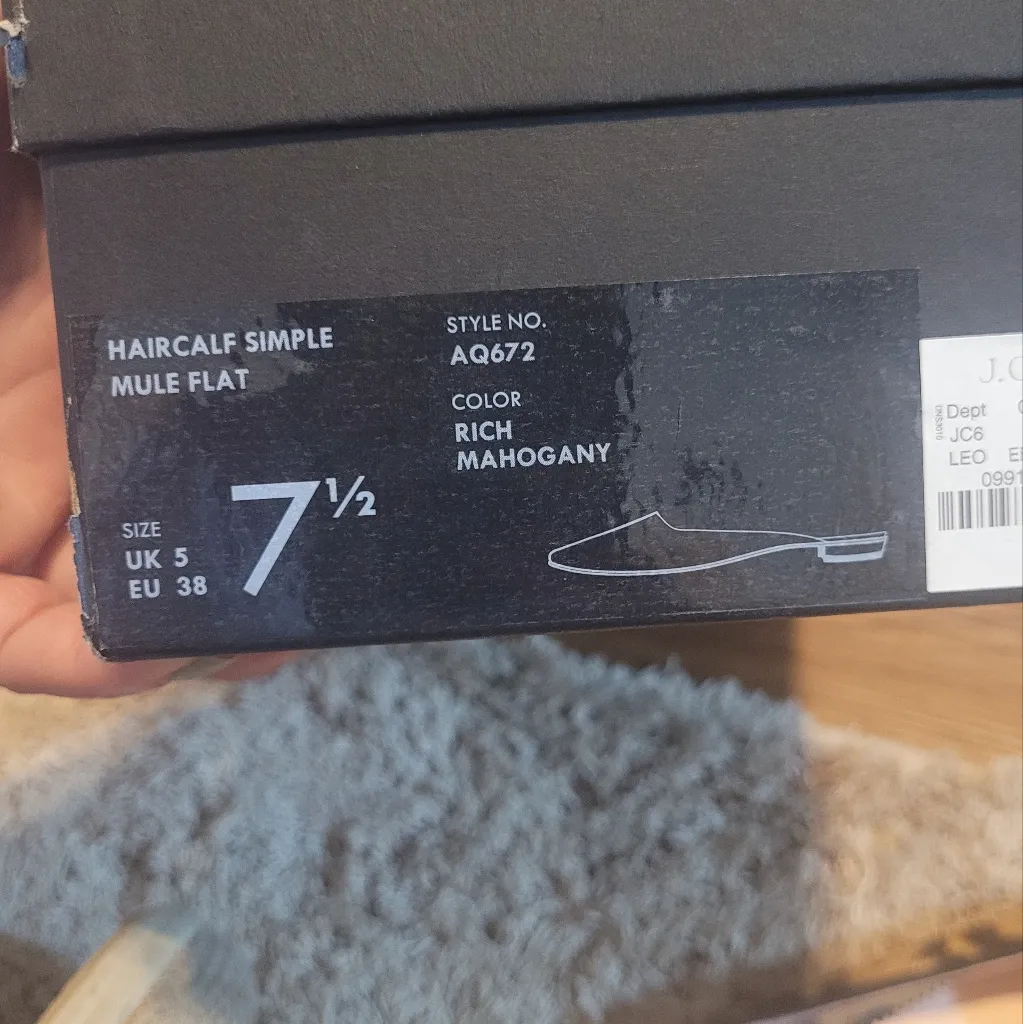 HAIRCALF SIMPLE
MULE FLAT
STYLE NO.
AQ672
COLOR
RICH
MAHOGANY
SIZE
UK 5
EU 38
7½
Dept
JC6
LEO
0991